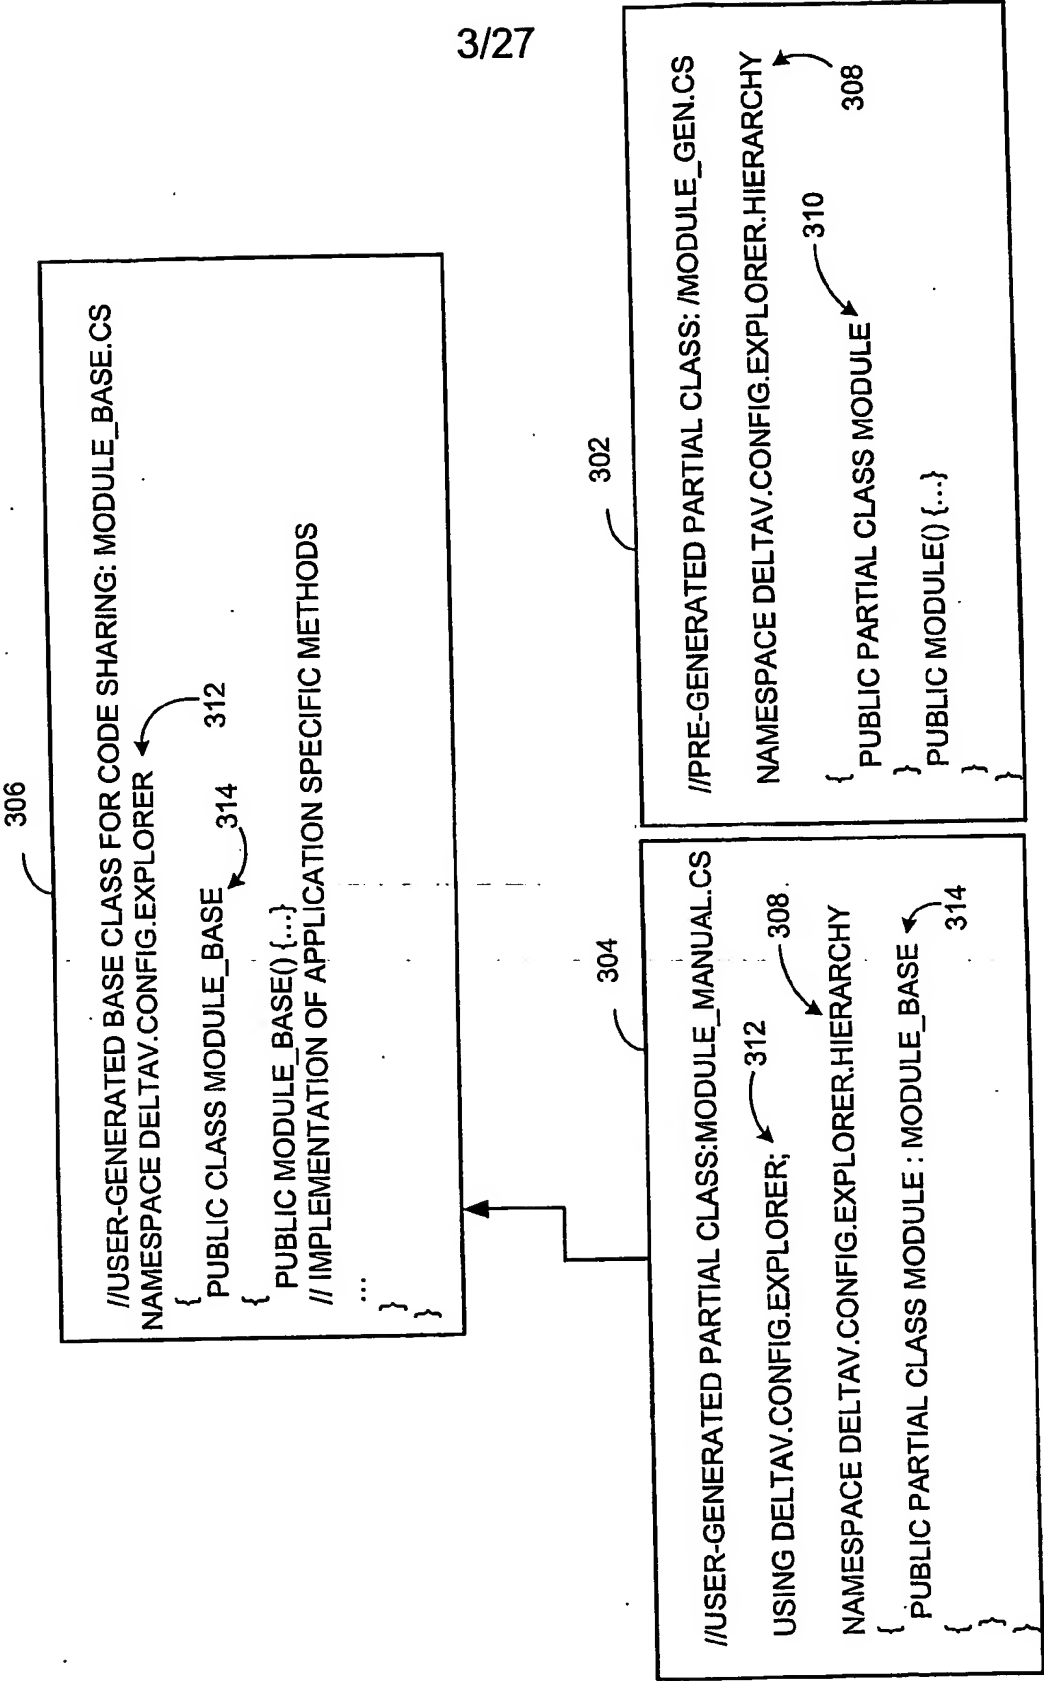 3/27
306
//USER-GENERATED BASE CLASS FOR CODE SHARING: MODULE_BASE.CS
NAMESPACE DELTAV.CONFIG.EXPLORER
312
{
PUBLIC CLASS MODULE_BASE
314
{
PUBLIC MODULE_BASE() {...}
// IMPLEMENTATION OF APPLICATION SPECIFIC METHODS
...
}
}
304
//USER-GENERATED PARTIAL CLASS:MODULE_MANUAL.CS
USING DELTAV.CONFIG.EXPLORER;
312
308
NAMESPACE DELTAV.CONFIG.EXPLORER.HIERARCHY
{
PUBLIC PARTIAL CLASS MODULE : MODULE_BASE
314
{
}
}
302
//PRE-GENERATED PARTIAL CLASS: /MODULE_GEN.CS
NAMESPACE DELTAV.CONFIG.EXPLORER.HIERARCHY
308
310
{
PUBLIC PARTIAL CLASS MODULE
}
PUBLIC MODULE() {...}
}
}